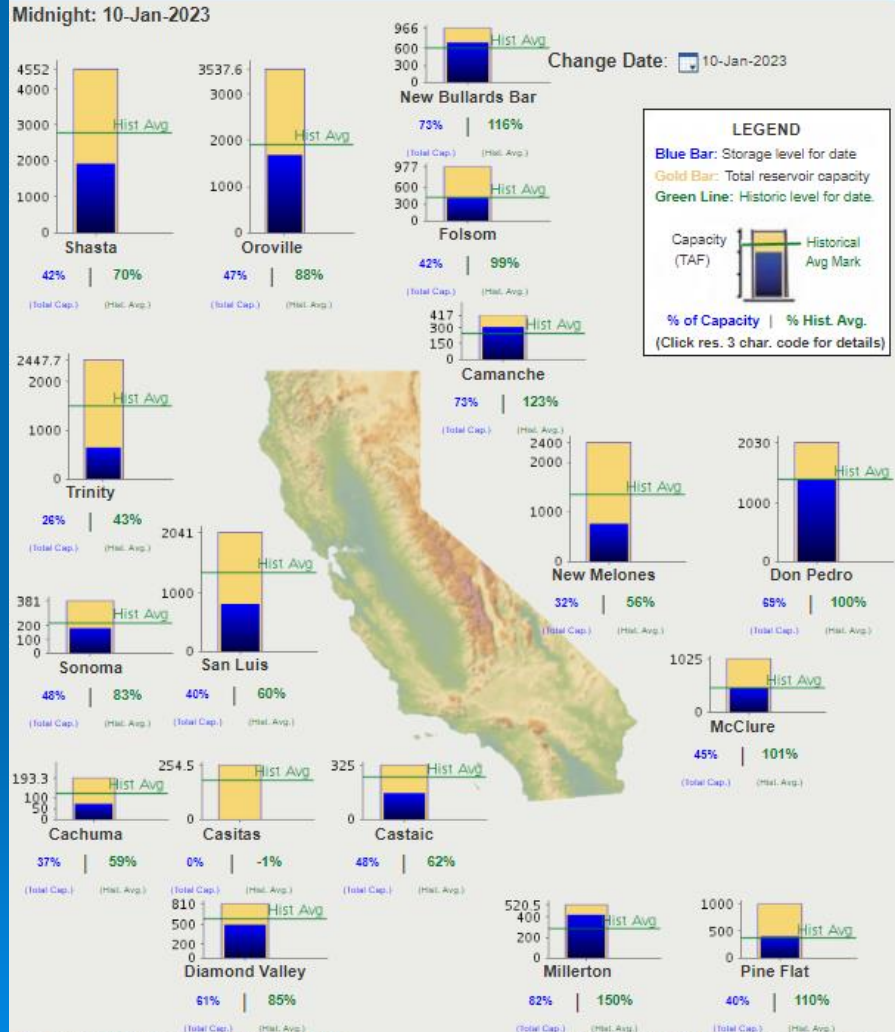 Midnight: 10-Jan-2023
Change Date: 10-Jan-2023
4552
4000
3000
2000
1000
0
Hist Avg
Shasta
42% | 70%
(Total Cap.) (Hist. Avg.)
3537.6
2000
1000
0
Hist Avg
Oroville
47% | 88%
(Total Cap.) (Hist. Avg.)
966
600
300
0
Hist Avg
New Bullards Bar
73% | 116%
(Total Cap.) (Hist. Avg.)
977
600
300
0
Hist Avg
Folsom
42% | 99%
(Total Cap.) (Hist. Avg.)
LEGEND
Blue Bar: Storage level for date
Gold Bar: Total reservoir capacity
Green Line: Historic level for date.
Capacity
(TAF)
Historical
Avg Mark
% of Capacity | % Hist. Avg.
(Click res. 3 char. code for details)
417
300
150
0
Hist Avg
Camanche
73% | 123%
(Total Cap.) (Hist. Avg.)
2447.7
2000
1000
0
Hist Avg
Trinity
26% | 43%
(Total Cap.) (Hist. Avg.)
2400
2000
1000
0
Hist Avg
New Melones
32% | 56%
(Total Cap.) (Hist. Avg.)
2030
1000
0
Hist Avg
Don Pedro
69% | 100%
(Total Cap.) (Hist. Avg.)
381
200
100
0
Hist Avg
Sonoma
48% | 83%
(Total Cap.) (Hist. Avg.)
2041
1000
0
Hist Avg
San Luis
40% | 60%
(Total Cap.) (Hist. Avg.)
1025
0
Hist Avg
McClure
45% | 101%
(Total Cap.) (Hist. Avg.)
193.3
100
50
0
Hist Avg
Cachuma
37% | 59%
(Total Cap.) (Hist. Avg.)
254.5
0
Hist Avg
Casitas
0% | -1%
(Total Cap.) (Hist. Avg.)
325
0
Hist Avg
Castaic
48% | 62%
(Total Cap.) (Hist. Avg.)
810
500
200
0
Hist Avg
Diamond Valley
61% | 85%
(Total Cap.) (Hist. Avg.)
520.5
400
200
0
Hist Avg
Millerton
82% | 150%
(Total Cap.) (Hist. Avg.)
1000
500
0
Hist Avg
Pine Flat
40% | 110%
(Total Cap.) (Hist. Avg.)